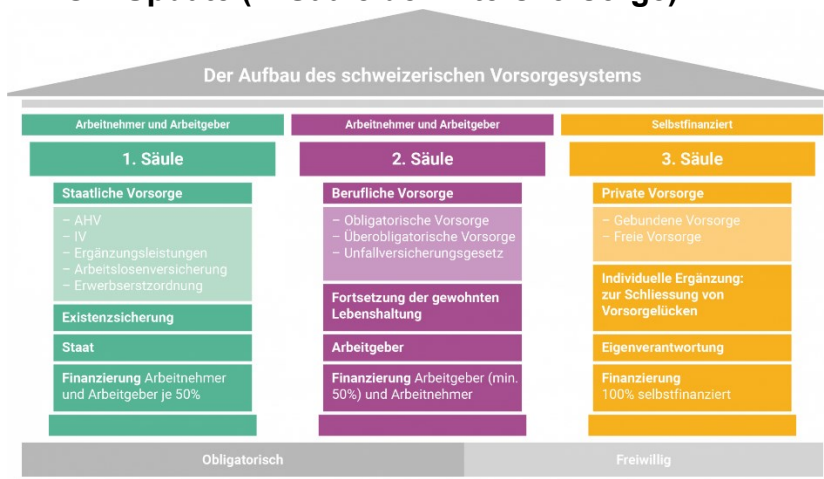 Der Aufbau des schweizerischen Vorsorgesystems
Arbeitnehmer und Arbeitgeber
1. Säule
Staatliche Vorsorge
– AHV
– IV
– Ergänzungsleistungen
– Arbeitslosenversicherung
– Erwerbserstzordnung
Existenzsicherung
Staat
Finanzierung Arbeitnehmer
und Arbeitgeber je 50%
Arbeitnehmer und Arbeitgeber
2. Säule
Berufliche Vorsorge
– Obligatorische Vorsorge
– Überobligatorische Vorsorge
– Unfallversicherungsgesetz
Fortsetzung der gewohnten
Lebenshaltung
Arbeitgeber
Finanzierung Arbeitgeber (min.
50%) und Arbeitnehmer
Selbstfinanziert
3. Säule
Private Vorsorge
– Gebundene Vorsorge
– Freie Vorsorge
Individuelle Ergänzung:
zur Schliessung von
Vorsorgelücken
Eigenverantwortung
Finanzierung
100% selbstfinanziert
Obligatorisch
Freiwillig